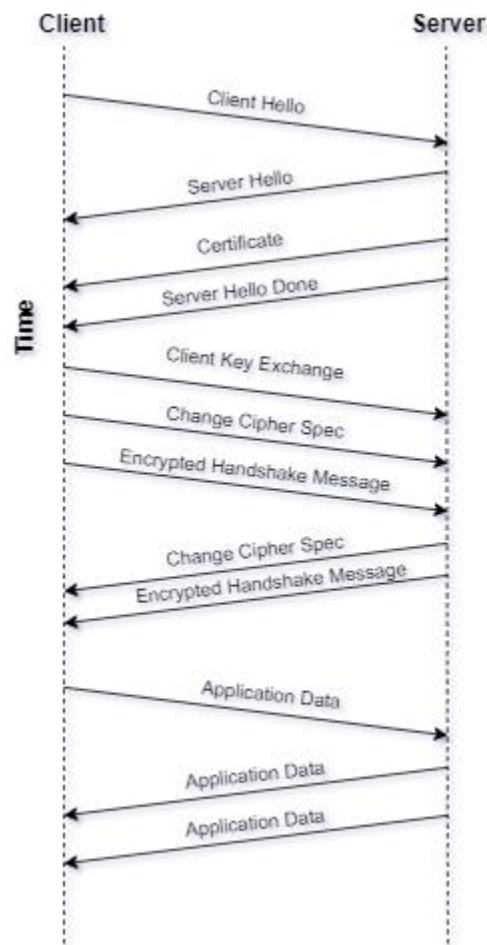 Client
Server
Client Hello
Server Hello
Certificate
Server Hello Done
Time
Client Key Exchange
Change Cipher Spec
Encrypted Handshake Message
Change Cipher Spec
Encrypted Handshake Message
Application Data
Application Data
Application Data